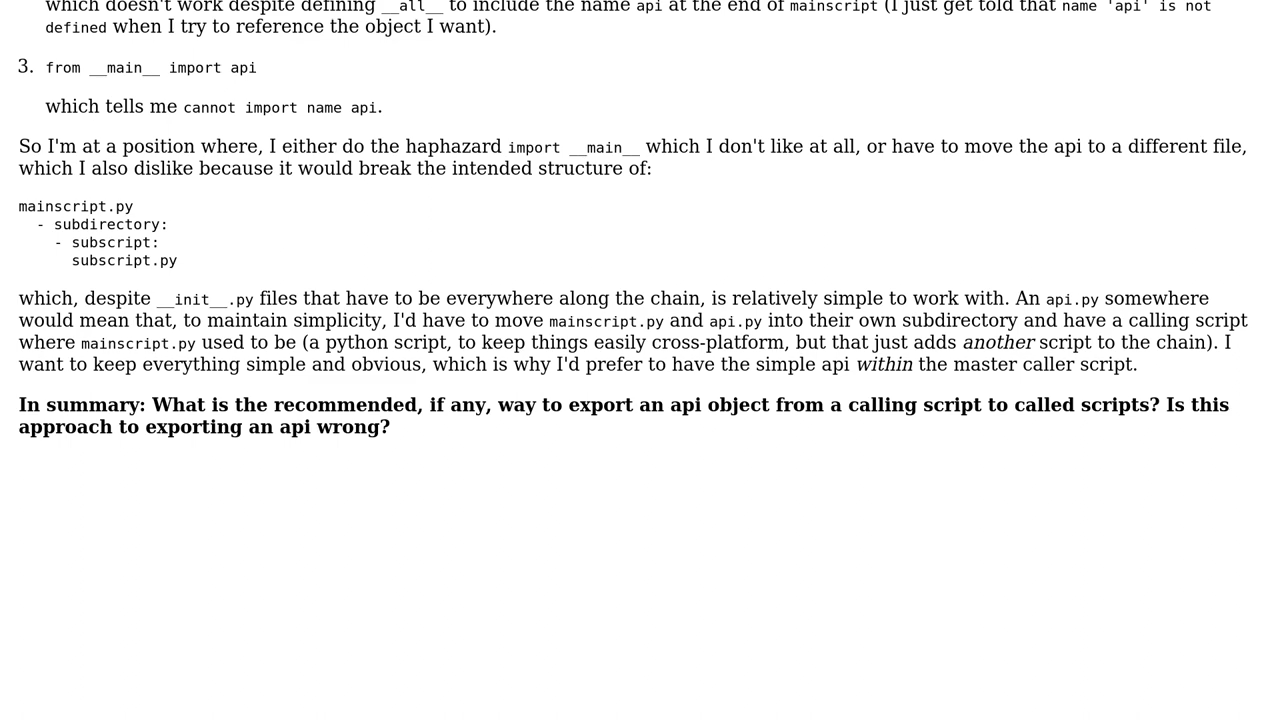 which doesn't work despite defining __all__ to include the name api at the end of mainscript (I just get told that name 'api' is not
defined when I try to reference the object I want).
3. from __main__ import api
which tells me cannot import name api.
So I'm at a position where, I either do the haphazard import __main__ which I don't like at all, or have to move the api to a different file,
which I also dislike because it would break the intended structure of:
mainscript.py
  - subdirectory:
    - subscript:
      subscript.py
which, despite __init__.py files that have to be everywhere along the chain, is relatively simple to work with. An api.py somewhere
would mean that, to maintain simplicity, I'd have to move mainscript.py and api.py into their own subdirectory and have a calling script
where mainscript.py used to be (a python script, to keep things easily cross-platform, but that just adds another script to the chain). I
want to keep everything simple and obvious, which is why I'd prefer to have the simple api within the master caller script.
In summary: What is the recommended, if any, way to export an api object from a calling script to called scripts? Is this
approach to exporting an api wrong?